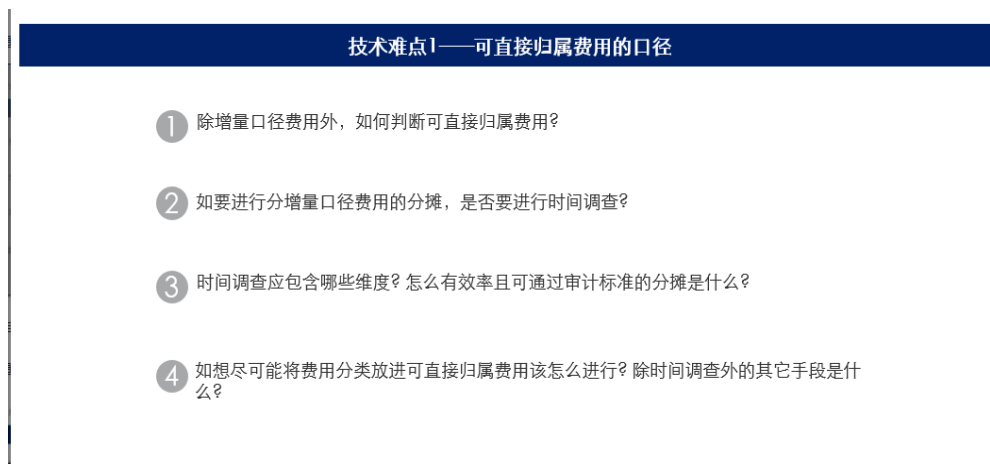 技术难点1——可直接归属费用的口径
1 除增量口径费用外，如何判断可直接归属费用?
2 如要进行分增量口径费用的分摊，是否要进行时间调查?
3 时间调查应包含哪些维度? 怎么有效率且可通过审计标准的分摊是什么?
4 如想尽可能将费用分类放进可直接归属费用该怎么进行? 除时间调查外的其它手段是什
么?